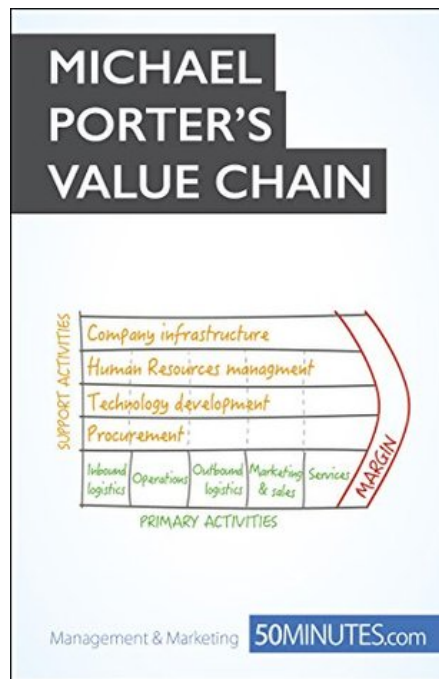 MICHAEL
PORTER'S
VALUE CHAIN
SUPPORT ACTIVITIES
Company infrastructure
Human Resources managment
Technology development
Procurement
Inbound
logistics
Operations
Outbound
logistics
Marketing
& sales
Services
MARGIN
PRIMARY ACTIVITIES
Management & Marketing
50MINUTES.com